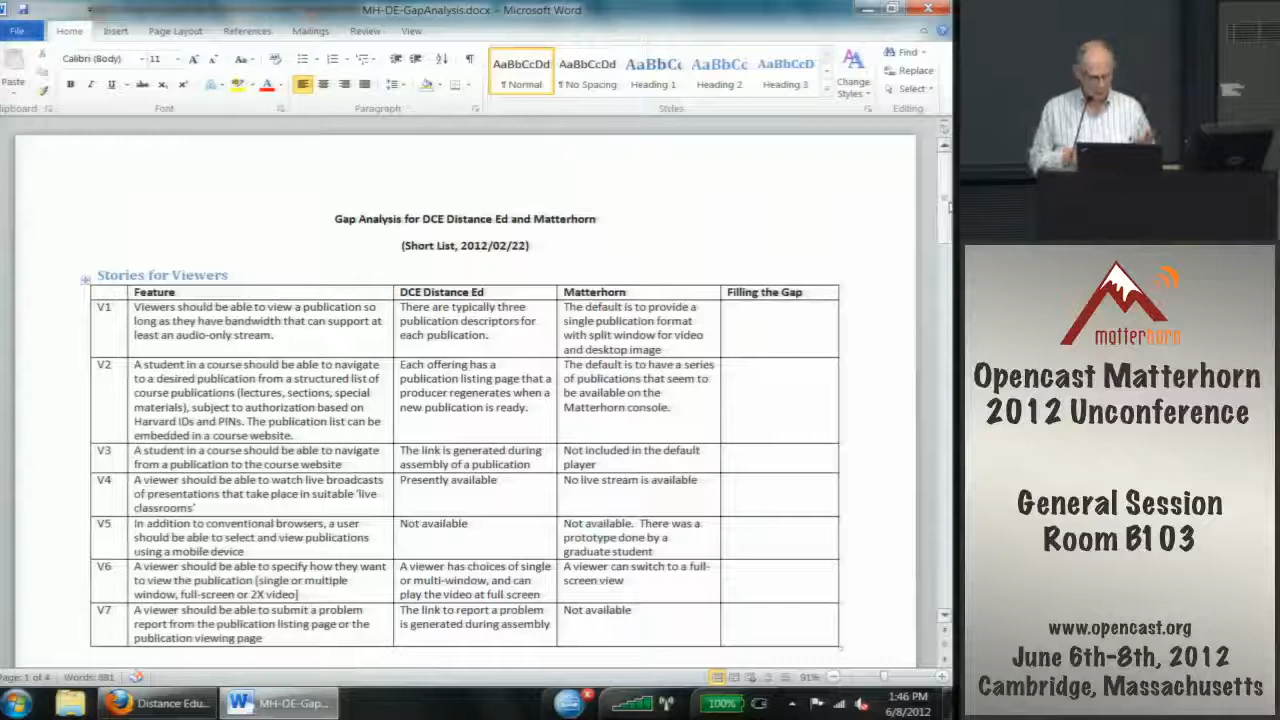 MH-DE-GapAnalysis.docx - Microsoft Word
File Home Insert Page Layout References Mailings Review View
Calibri (Body) 11
Paste
Clipboard
Font
Paragraph
AaBbCcDd AaBbCcDd AaBbCc AaBbCc AaBbCcD
¶ Normal ¶ No Spacing Heading 1 Heading 2 Heading 3
Styles
Change
Styles
Find
Replace
Select
Editing
Gap Analysis for DCE Distance Ed and Matterhorn
(Short List, 2012/02/22)
Stories for Viewers
Feature DCE Distance Ed Matterhorn Filling the Gap
V1 Viewers should be able to view a publication so There are typically three The default is to provide a
long as they have bandwidth that can support at publication descriptors for single publication format
least an audio-only stream. each publication. with split window for video
and desktop image
V2 A student in a course should be able to navigate Each offering has a The default is to have a series
to a desired publication from a structured list of publication listing page that a of publications that seem to
course publications (lectures, sections, special producer regenerates when a be available on the
materials), subject to authorization based on new publication is ready. Matterhorn console.
Harvard IDs and PINs. The publication list can be
embedded in a course website.
V3 A student in a course should be able to navigate The link is generated during Not included in the default
from a publication to the course website assembly of a publication player
V4 A viewer should be able to watch live broadcasts Presently available No live stream is available
of presentations that take place in suitable 'live
classrooms'
V5 In addition to conventional browsers, a user Not available Not available. There was a
should be able to select and view publications prototype done by a
using a mobile device graduate student
V6 A viewer should be able to specify how they want A viewer has choices of single A viewer can switch to a full-
to view the publication [single or multiple or multi-window, and can screen view
window, full-screen or 2X video] play the video at full screen
V7 A viewer should be able to submit a problem The link to report a problem Not available
report from the publication listing page or the is generated during assembly
publication viewing page
Page: 1 of 4 Words: 881 91%
Distance Edu... MH-DE-Gap... 100% 1:46 PM
6/8/2012
matterhorn
Opencast Matterhorn
2012 Unconference
General Session
Room B103
www.opencast.org
June 6th-8th, 2012
Cambridge, Massachusetts